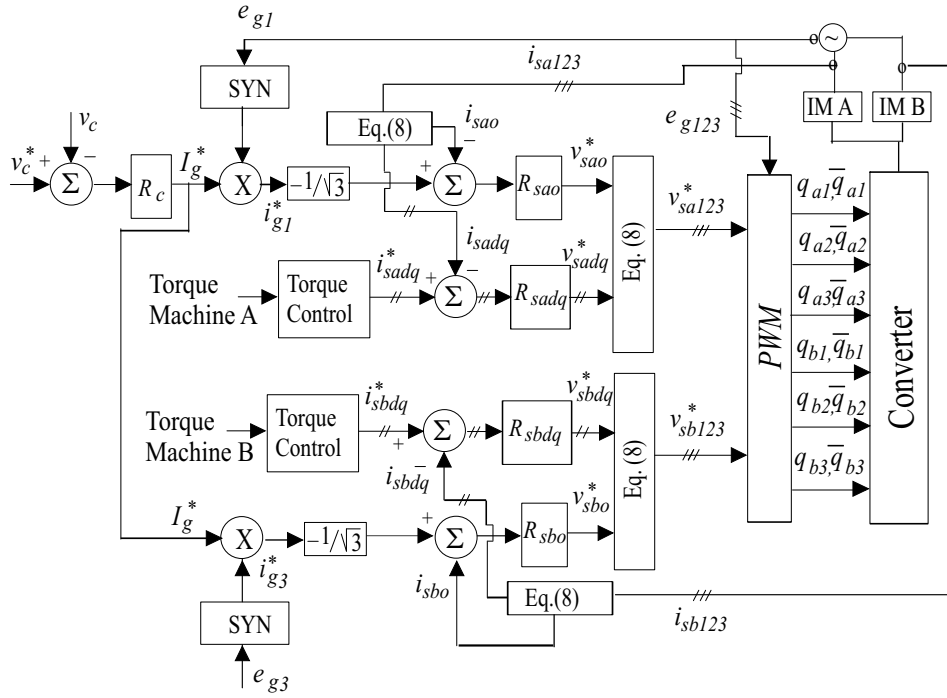 e_g1
i_sa123
~
SYN
IM A
IM B
Eq.(8)
i_sao
e_g123
v_c
v_c^* + −
Σ
R_c
I_g^*
X
i_g1^*
−1/√3
+ −
Σ
R_sao
v_sao^*
Eq. (8)
v_sa123^*
PWM
q_a1, q̄_a1
q_a2, q̄_a2
q_a3, q̄_a3
q_b1, q̄_b1
q_b2, q̄_b2
q_b3, q̄_b3
Converter
i_sadq
Torque
Machine A
Torque
Control
i_sadq^*
+ −
Σ
R_sadq
v_sadq^*
Torque
Machine B
Torque
Control
i_sbdq^*
+
Σ
−
R_sbdq
v_sbdq^*
Eq. (8)
v_sb123^*
i_sbdq
I_g^*
X
i_g3^*
−1/√3
+
Σ
R_sbo
v_sbo^*
i_sbo
Eq.(8)
i_sb123
SYN
e_g3